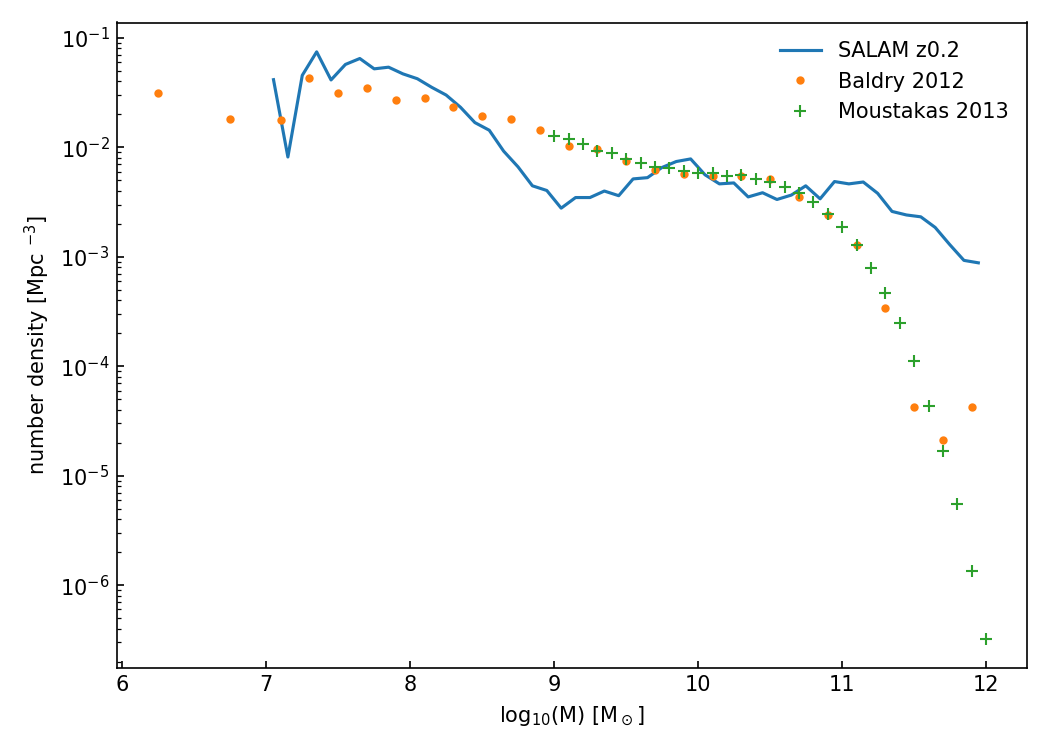 SALAM z0.2
Baldry 2012
Moustakas 2013
number density [Mpc⁻³]
10⁻¹
10⁻²
10⁻³
10⁻⁴
10⁻⁵
10⁻⁶
6 7 8 9 10 11 12
log₁₀(M) [M⊙]